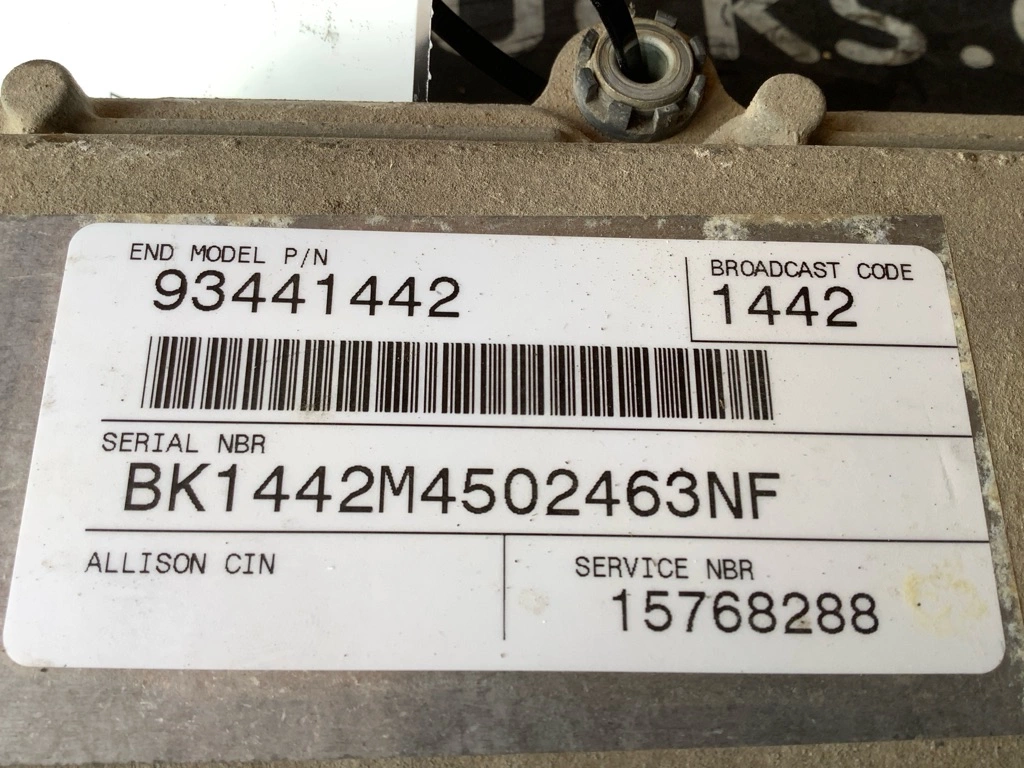 END MODEL P/N
93441442
BROADCAST CODE
1442
SERIAL NBR
BK1442M4502463NF
ALLISON CIN
SERVICE NBR
15768288